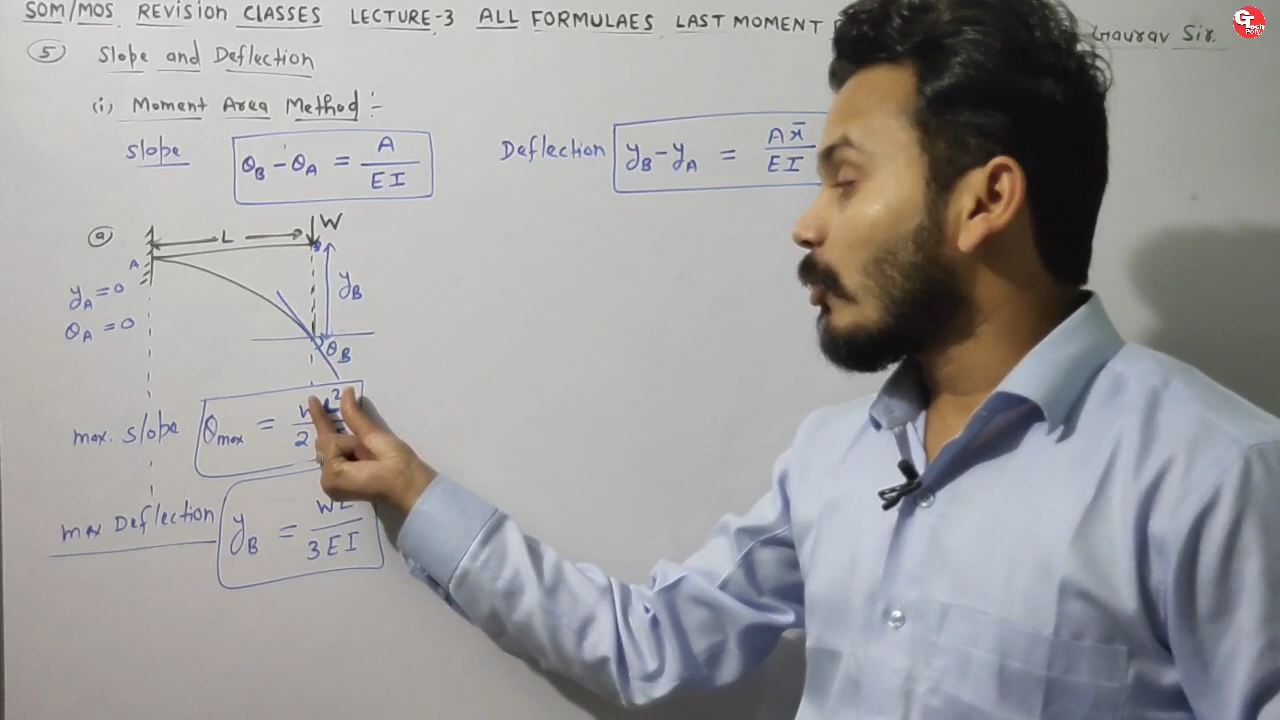 SOM/MOS REVISION CLASSES LECTURE-3 ALL FORMULAES LAST MOMENT
Gaurav Sir.
⑤ Slope and Deflection
(i) Moment Area Method :-
Slope θB - θA = A/EI
Deflection yB - yA = Ax̄/EI
ⓐ
L
W
A
yA = 0
θA = 0
yB
θB
max. slope θmax =
max Deflection yB = 3EI